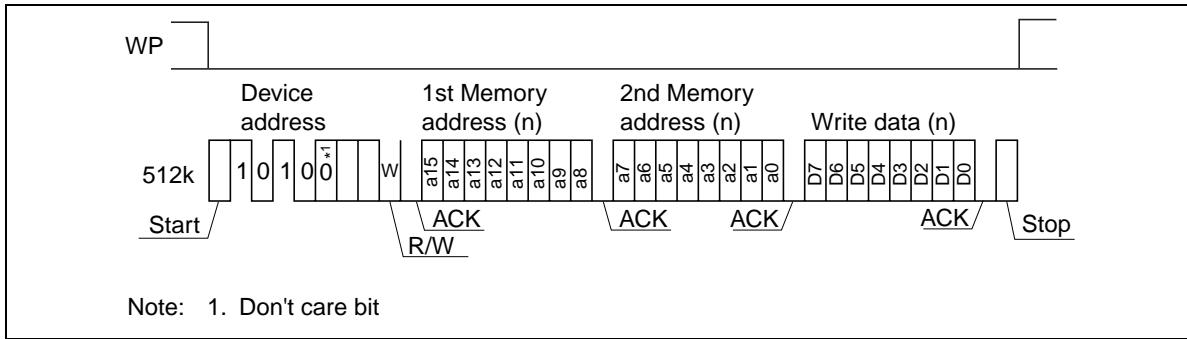 WP
Device
address
1st Memory
address (n)
2nd Memory
address (n)
Write data (n)
512k
1 0 1 0 0*1 W a15 a14 a13 a12 a11 a10 a9 a8 a7 a6 a5 a4 a3 a2 a1 a0 D7 D6 D5 D4 D3 D2 D1 D0
Start
ACK
ACK
ACK
ACK
Stop
R/W
Note: 1. Don't care bit